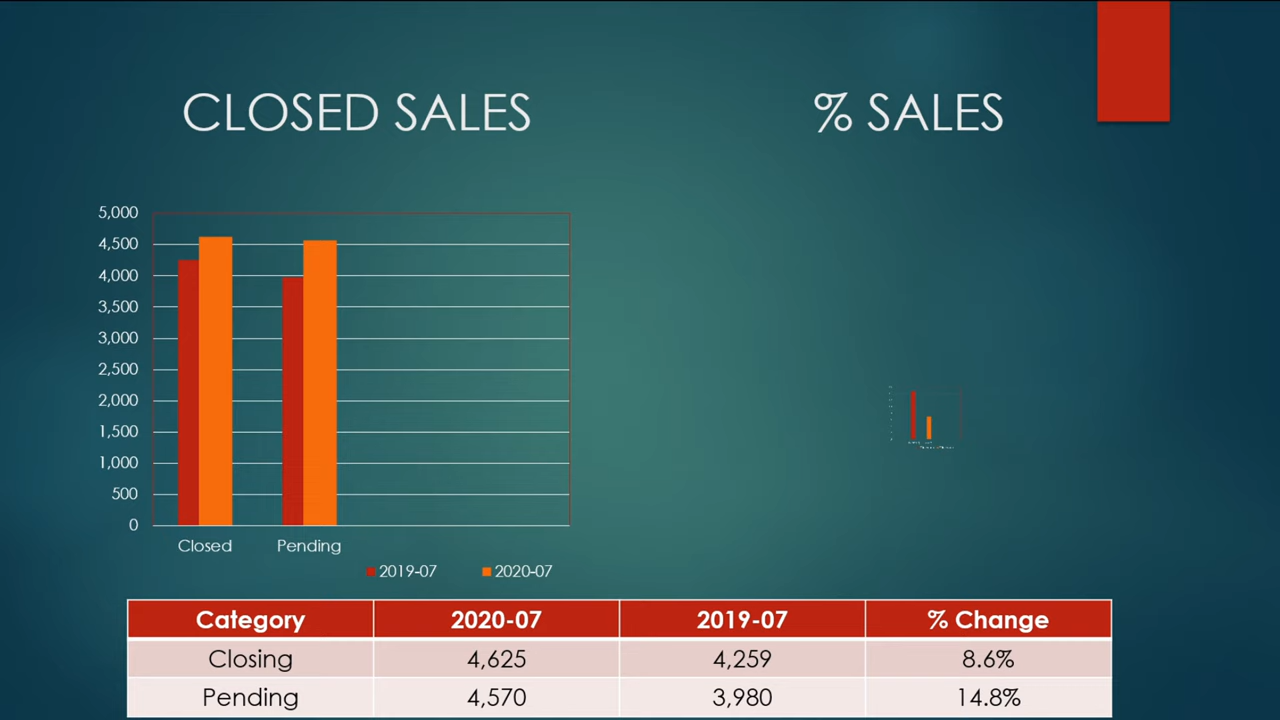 CLOSED SALES
% SALES
5,000
4,500
4,000
3,500
3,000
2,500
2,000
1,500
1,000
500
0
Closed Pending
2019-07 2020-07
Category 2020-07 2019-07 % Change
Closing 4,625 4,259 8.6%
Pending 4,570 3,980 14.8%